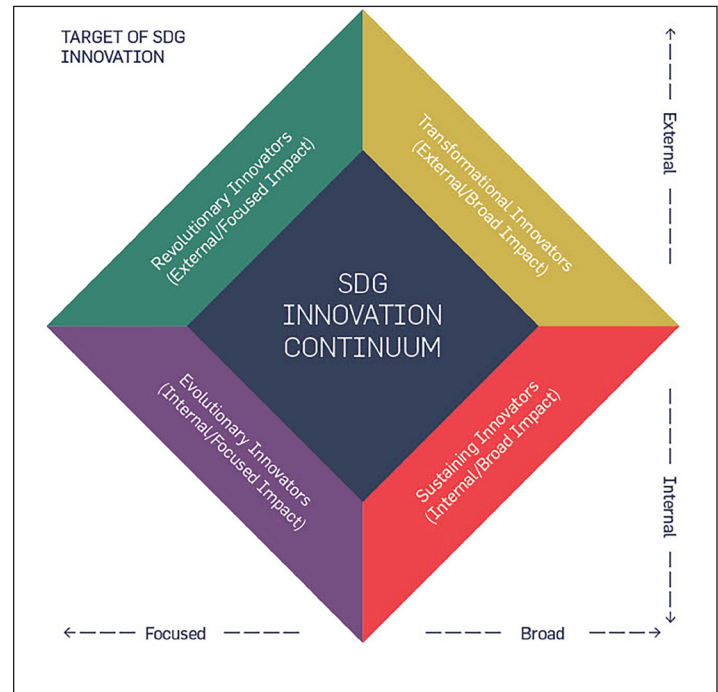 TARGET OF SDG
INNOVATION
External
Revolutionary Innovators
(External/Focused Impact)
Transformational Innovators
(External/Broad Impact)
SDG
INNOVATION
CONTINUUM
Evolutionary Innovators
(Internal/Focused Impact)
Sustaining Innovators
(Internal/Broad Impact)
Internal
Focused
Broad